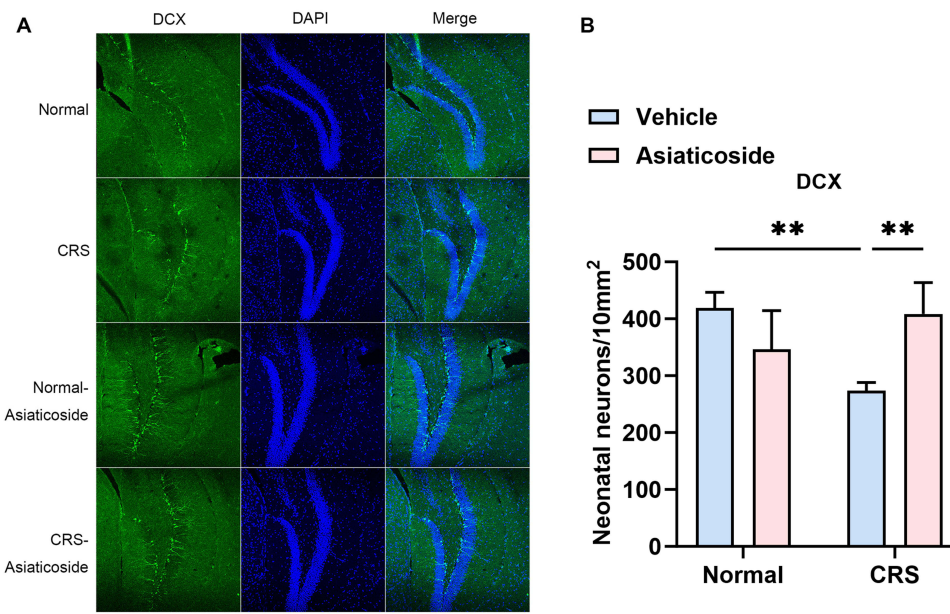 A
DCX DAPI Merge
Normal
CRS
Normal-
Asiaticoside
CRS-
Asiaticoside
B
Vehicle
Asiaticoside
DCX
** **
Neonatal neurons/10mm²
500
400
300
200
100
0
Normal CRS